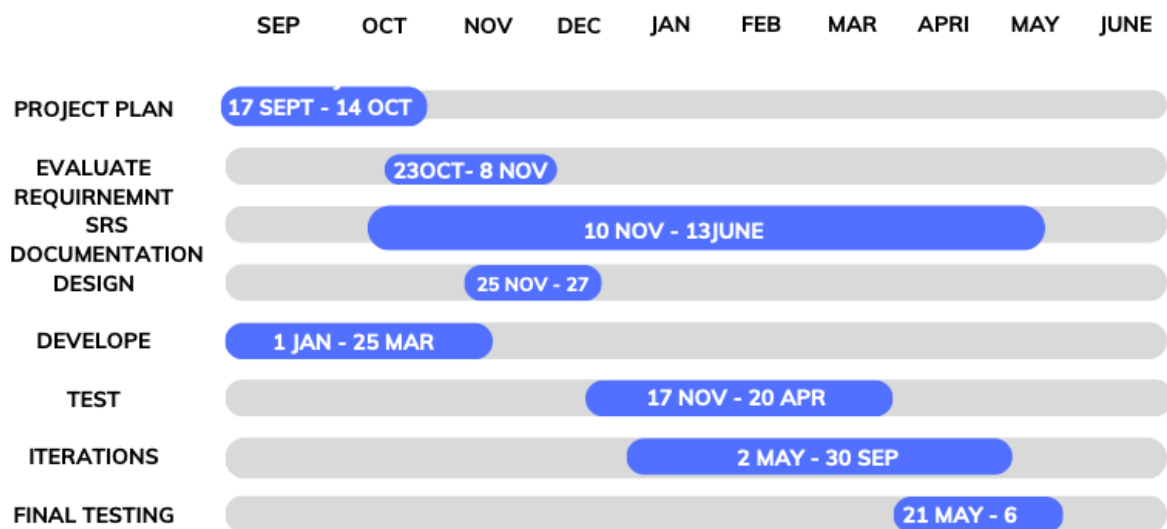 SEP OCT NOV DEC JAN FEB MAR APRI MAY JUNE
PROJECT PLAN
17 SEPT - 14 OCT
EVALUATE
REQUIRNEMNT
23OCT- 8 NOV
SRS
DOCUMENTATION
10 NOV - 13JUNE
DESIGN
25 NOV - 27
DEVELOPE
1 JAN - 25 MAR
TEST
17 NOV - 20 APR
ITERATIONS
2 MAY - 30 SEP
FINAL TESTING
21 MAY - 6